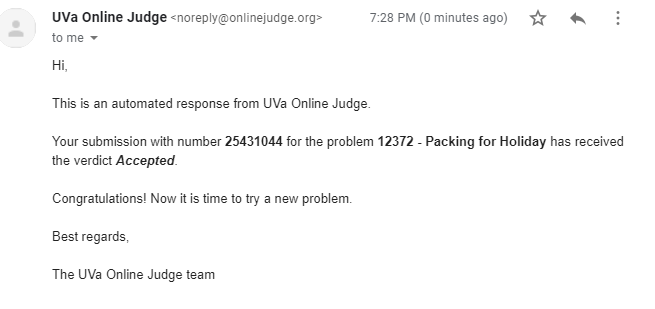 UVa Online Judge <noreply@onlinejudge.org> 7:28 PM (0 minutes ago)
to me
Hi,
This is an automated response from UVa Online Judge.
Your submission with number 25431044 for the problem 12372 - Packing for Holiday has received
the verdict Accepted.
Congratulations! Now it is time to try a new problem.
Best regards,
The UVa Online Judge team